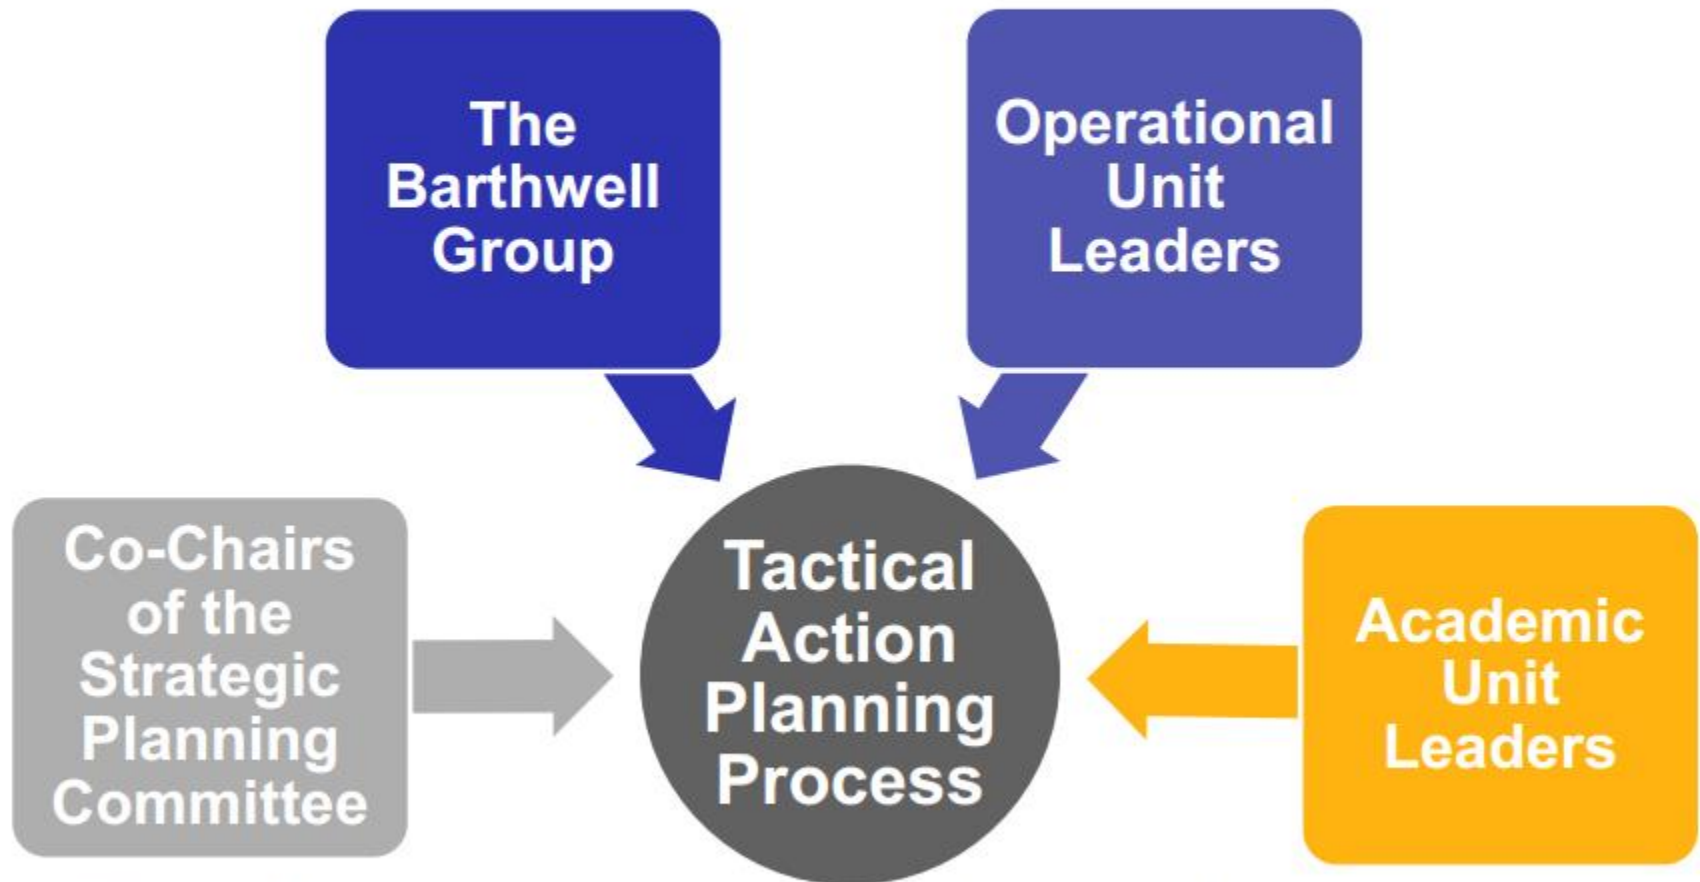 The
Barthwell
Group
Operational
Unit
Leaders
Co-Chairs
of the
Strategic
Planning
Committee
Tactical
Action
Planning
Process
Academic
Unit
Leaders